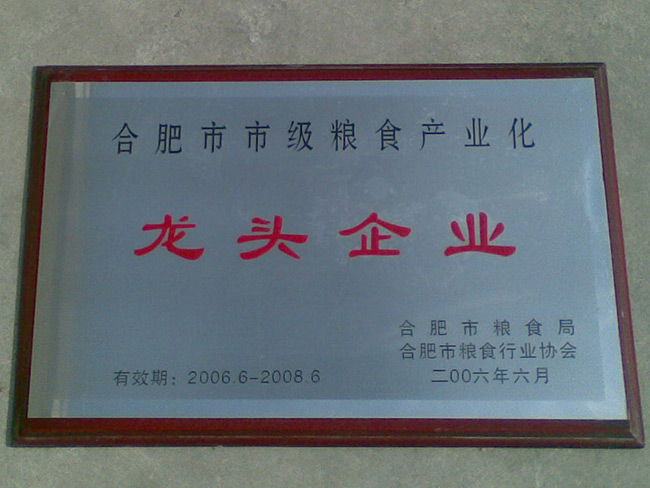 合肥市市级粮食产业化
龙头企业
合肥市粮食局
合肥市粮食行业协会
有效期：2006.6-2008.6
二00六年六月